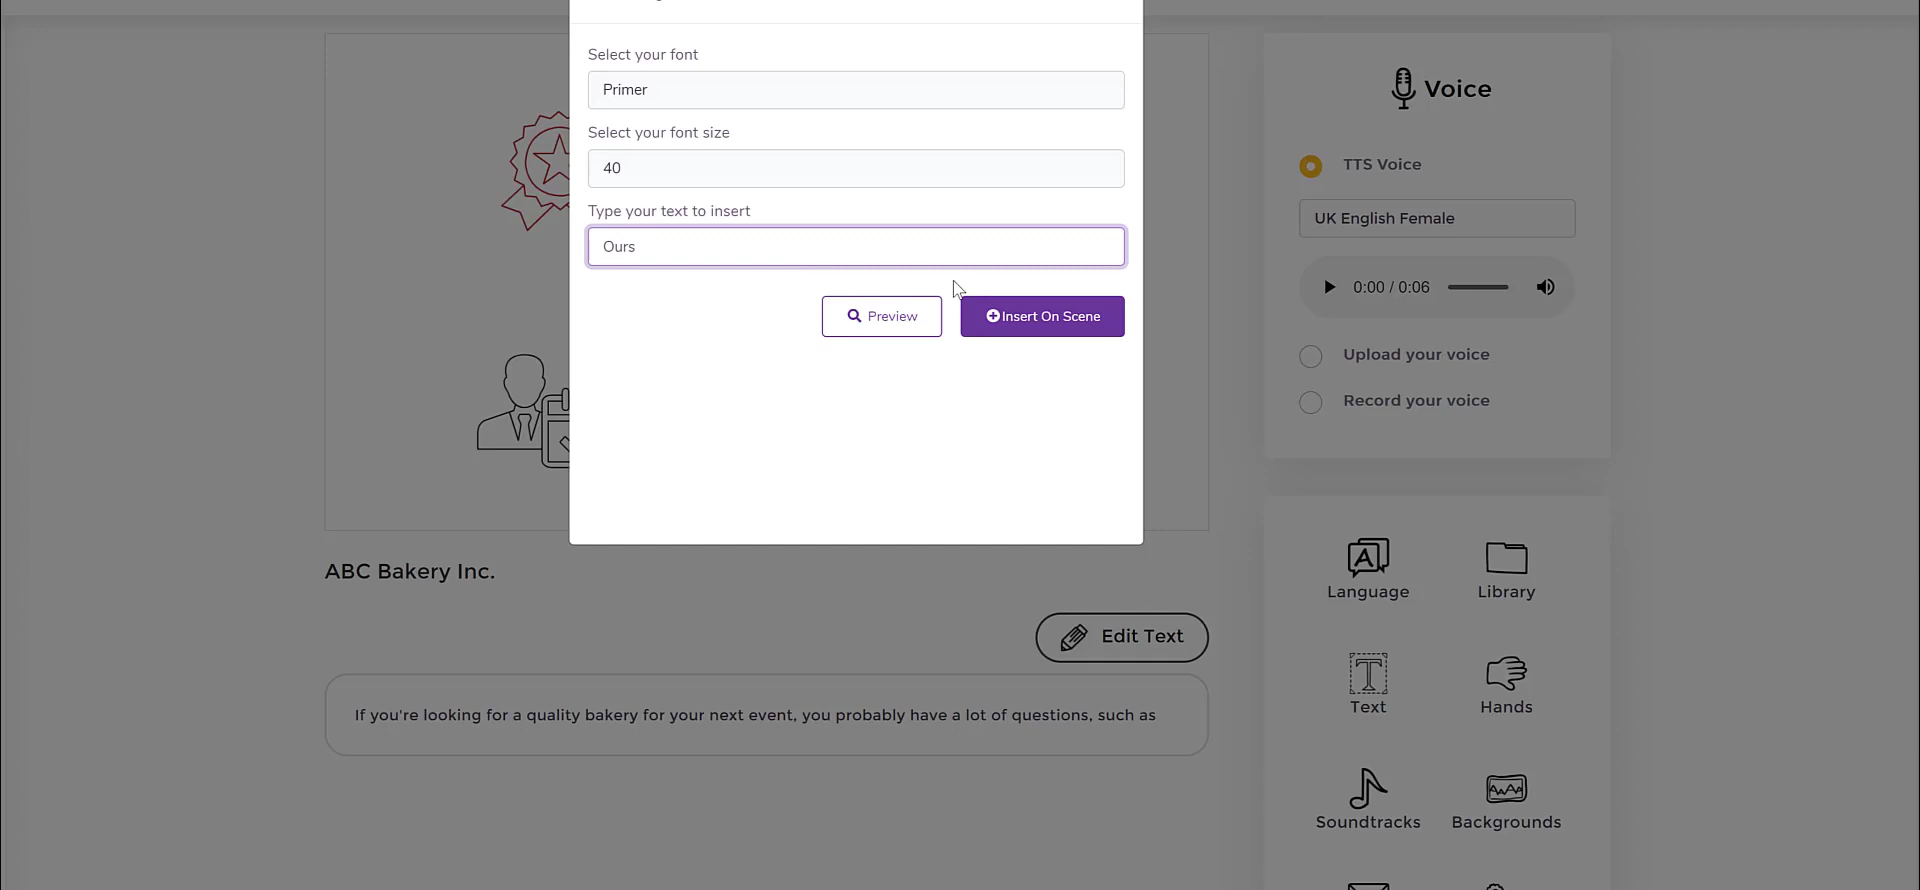 Select your font
Primer
Select your font size
40
Type your text to insert
Ours
Preview
Insert On Scene
Voice
TTS Voice
UK English Female
0:00 / 0:06
Upload your voice
Record your voice
ABC Bakery Inc.
Edit Text
If you're looking for a quality bakery for your next event, you probably have a lot of questions, such as
Language
Library
Text
Hands
Soundtracks
Backgrounds